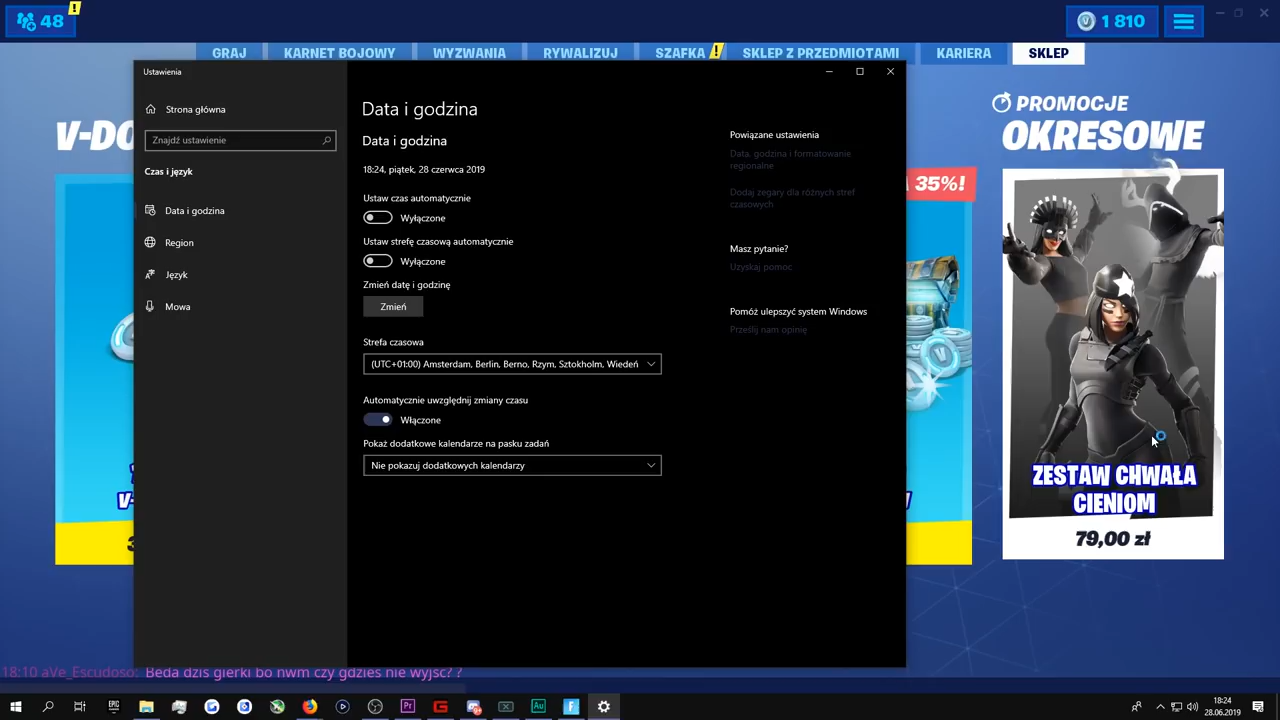 48
!
1 810
GRAJ
KARNET BOJOWY
WYZWANIA
RYWALIZUJ
SZAFKA !
SKLEP Z PRZEDMIOTAMI
KARIERA
SKLEP
V-DO
35%!
PROMOCJE
OKRESOWE
ZESTAW CHWAŁA
CIENIOM
79,00 zł
Ustawienia
Strona główna
Znajdź ustawienie
Czas i język
Data i godzina
Region
Język
Mowa
Data i godzina
Data i godzina
18:24, piątek, 28 czerwca 2019
Ustaw czas automatycznie
Wyłączone
Ustaw strefę czasową automatycznie
Wyłączone
Zmień datę i godzinę
Zmień
Strefa czasowa
(UTC+01:00) Amsterdam, Berlin, Berno, Rzym, Sztokholm, Wiedeń
Automatycznie uwzględnij zmiany czasu
Włączone
Pokaż dodatkowe kalendarze na pasku zadań
Nie pokazuj dodatkowych kalendarzy
Powiązane ustawienia
Data, godzina i formatowanie
regionalne
Dodaj zegary dla różnych stref
czasowych
Masz pytanie?
Uzyskaj pomoc
Pomóż ulepszyć system Windows
Prześlij nam opinię
18:10 aVe_Escudoso: Beda dzis gierki bo nwm czy gdzies nie wyjsc? ?
EPIC
Pr
Au
18:24
28.06.2019